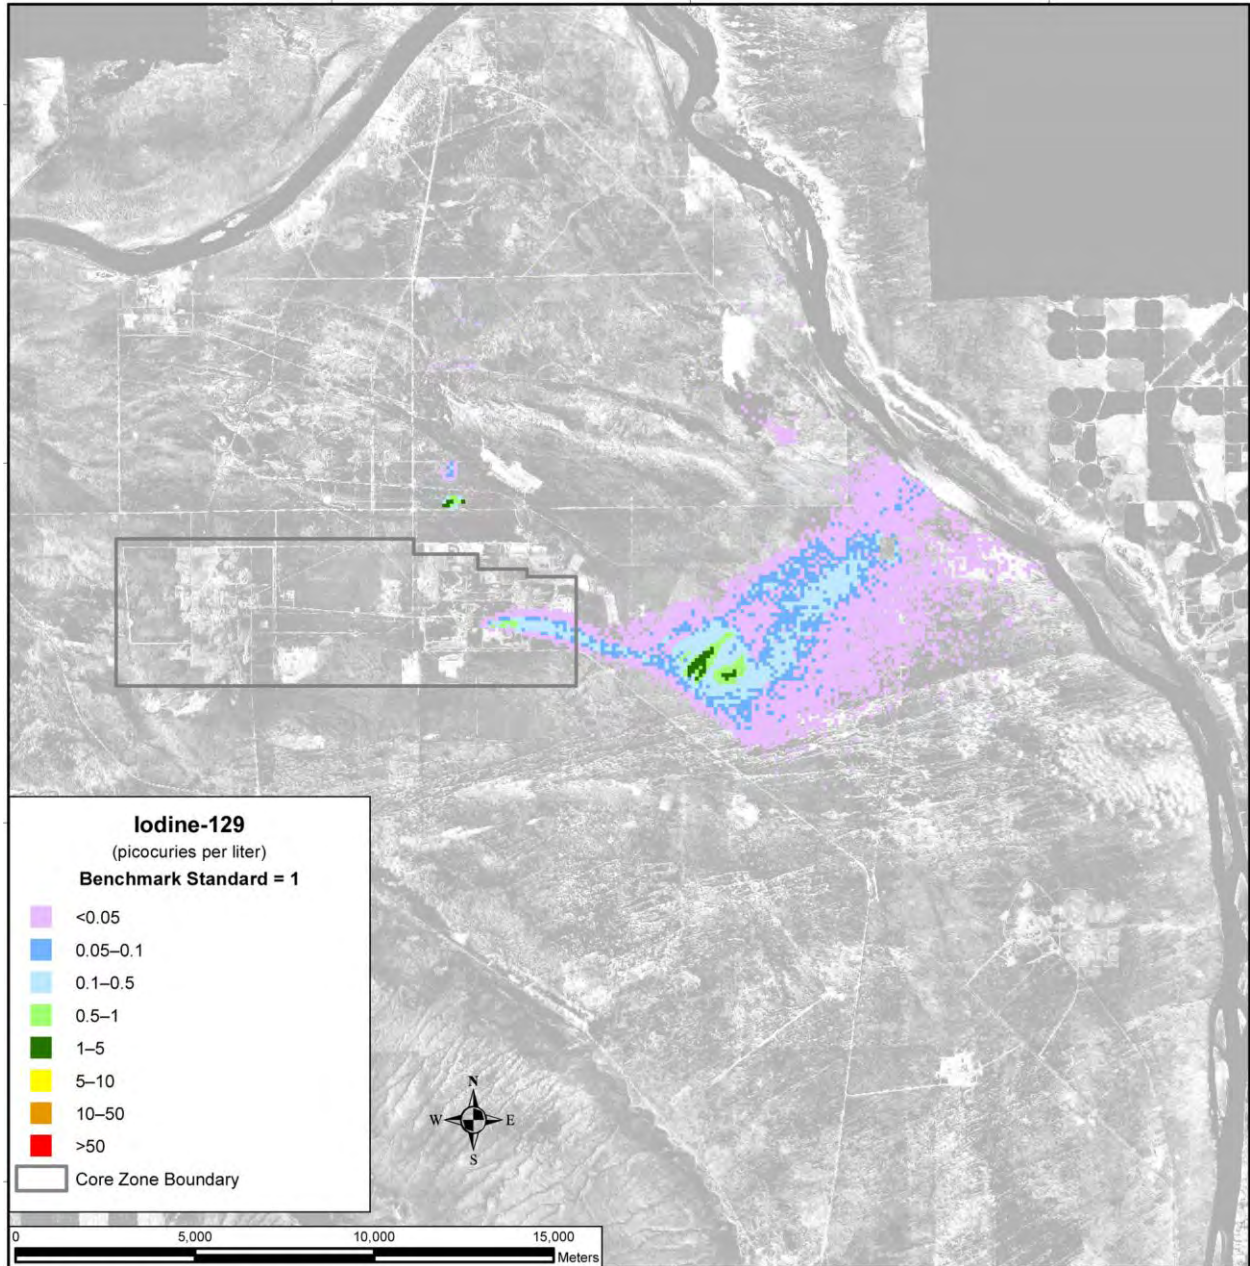 N
W E
S
Iodine-129
(picocuries per liter)
Benchmark Standard = 1
<0.05
0.05–0.1
0.1–0.5
0.5–1
1–5
5–10
10–50
>50
Core Zone Boundary
0 5,000 10,000 15,000
Meters